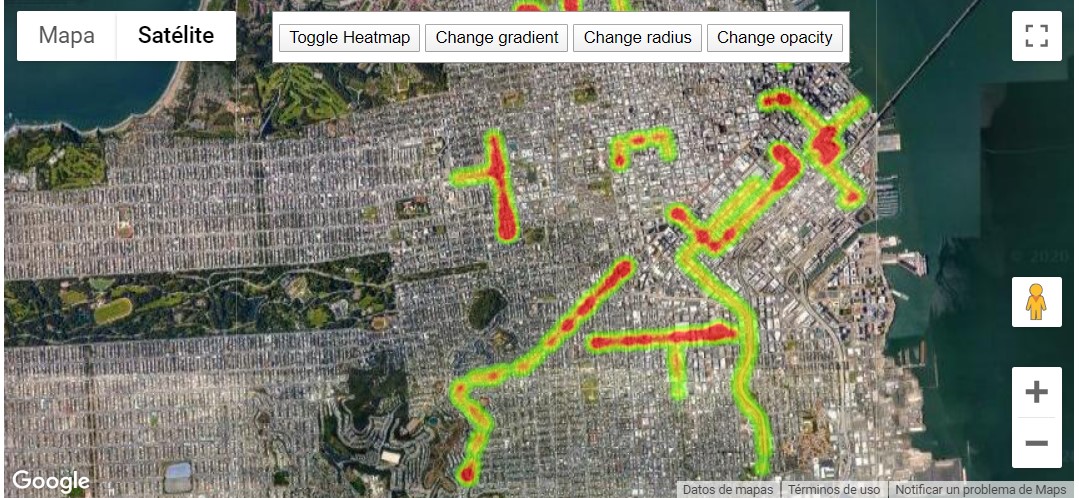 Mapa
Satélite
Toggle Heatmap
Change gradient
Change radius
Change opacity
© 2020
Google
Datos de mapas
Términos de uso
Notificar un problema de Maps